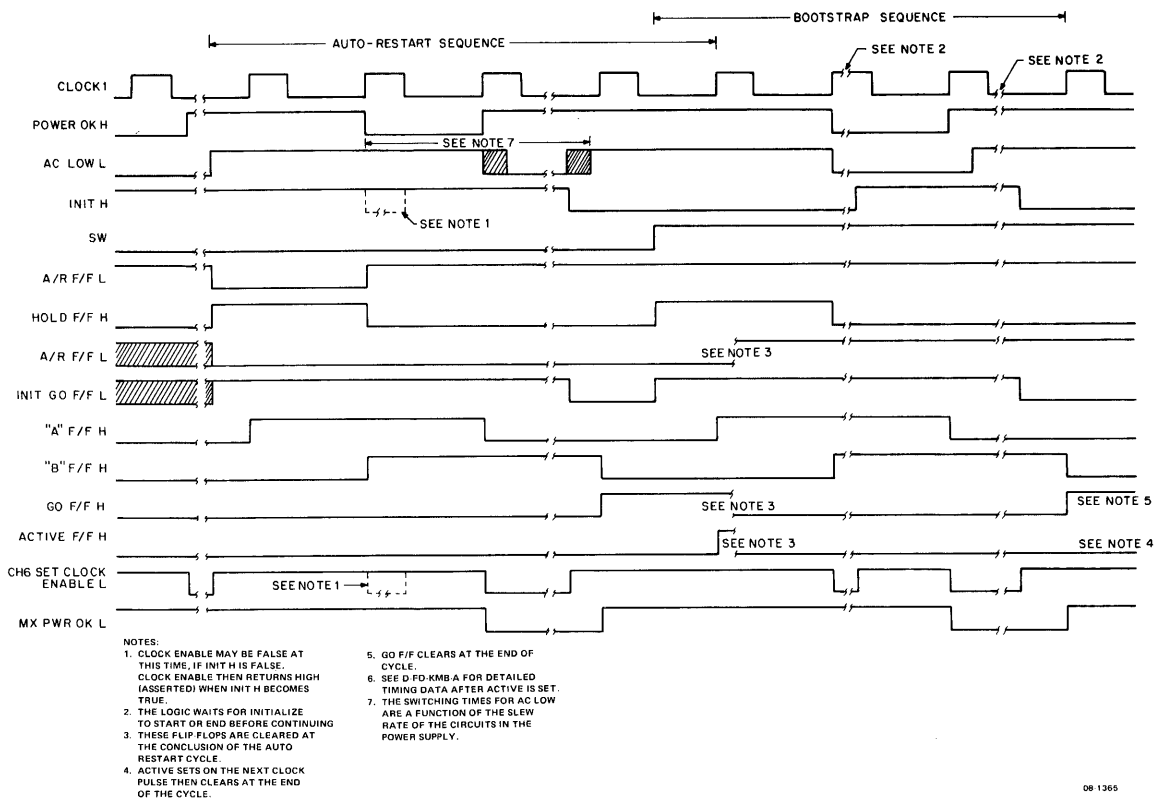 BOOTSTRAP SEQUENCE
AUTO-RESTART SEQUENCE
SEE NOTE 2
SEE NOTE 2
CLOCK1
POWER OK H
SEE NOTE 7
AC LOW L
INIT H
SEE NOTE 1
SW
A/R F/F L
HOLD F/F H
A/R F/F L
SEE NOTE 3
INIT GO F/F L
"A" F/F H
"B" F/F H
GO F/F H
SEE NOTE 3
SEE NOTE 5
ACTIVE F/F H
SEE NOTE 3
SEE NOTE 4
CH6 SET CLOCK
ENABLE L
SEE NOTE 1
MX PWR OK L
NOTES:
1. CLOCK ENABLE MAY BE FALSE AT
THIS TIME, IF INIT H IS FALSE.
CLOCK ENABLE THEN RETURNS HIGH
(ASSERTED) WHEN INIT H BECOMES
TRUE.
2. THE LOGIC WAITS FOR INITIALIZE
TO START OR END BEFORE CONTINUING
3. THESE FLIP-FLOPS ARE CLEARED AT
THE CONCLUSION OF THE AUTO
RESTART CYCLE.
4. ACTIVE SETS ON THE NEXT CLOCK
PULSE THEN CLEARS AT THE END
OF THE CYCLE.
5. GO F/F CLEARS AT THE END OF
CYCLE.
6. SEE D-FD-KMB-A FOR DETAILED
TIMING DATA AFTER ACTIVE IS SET.
7. THE SWITCHING TIMES FOR AC LOW
ARE A FUNCTION OF THE SLEW
RATE OF THE CIRCUITS IN THE
POWER SUPPLY.
08-1365